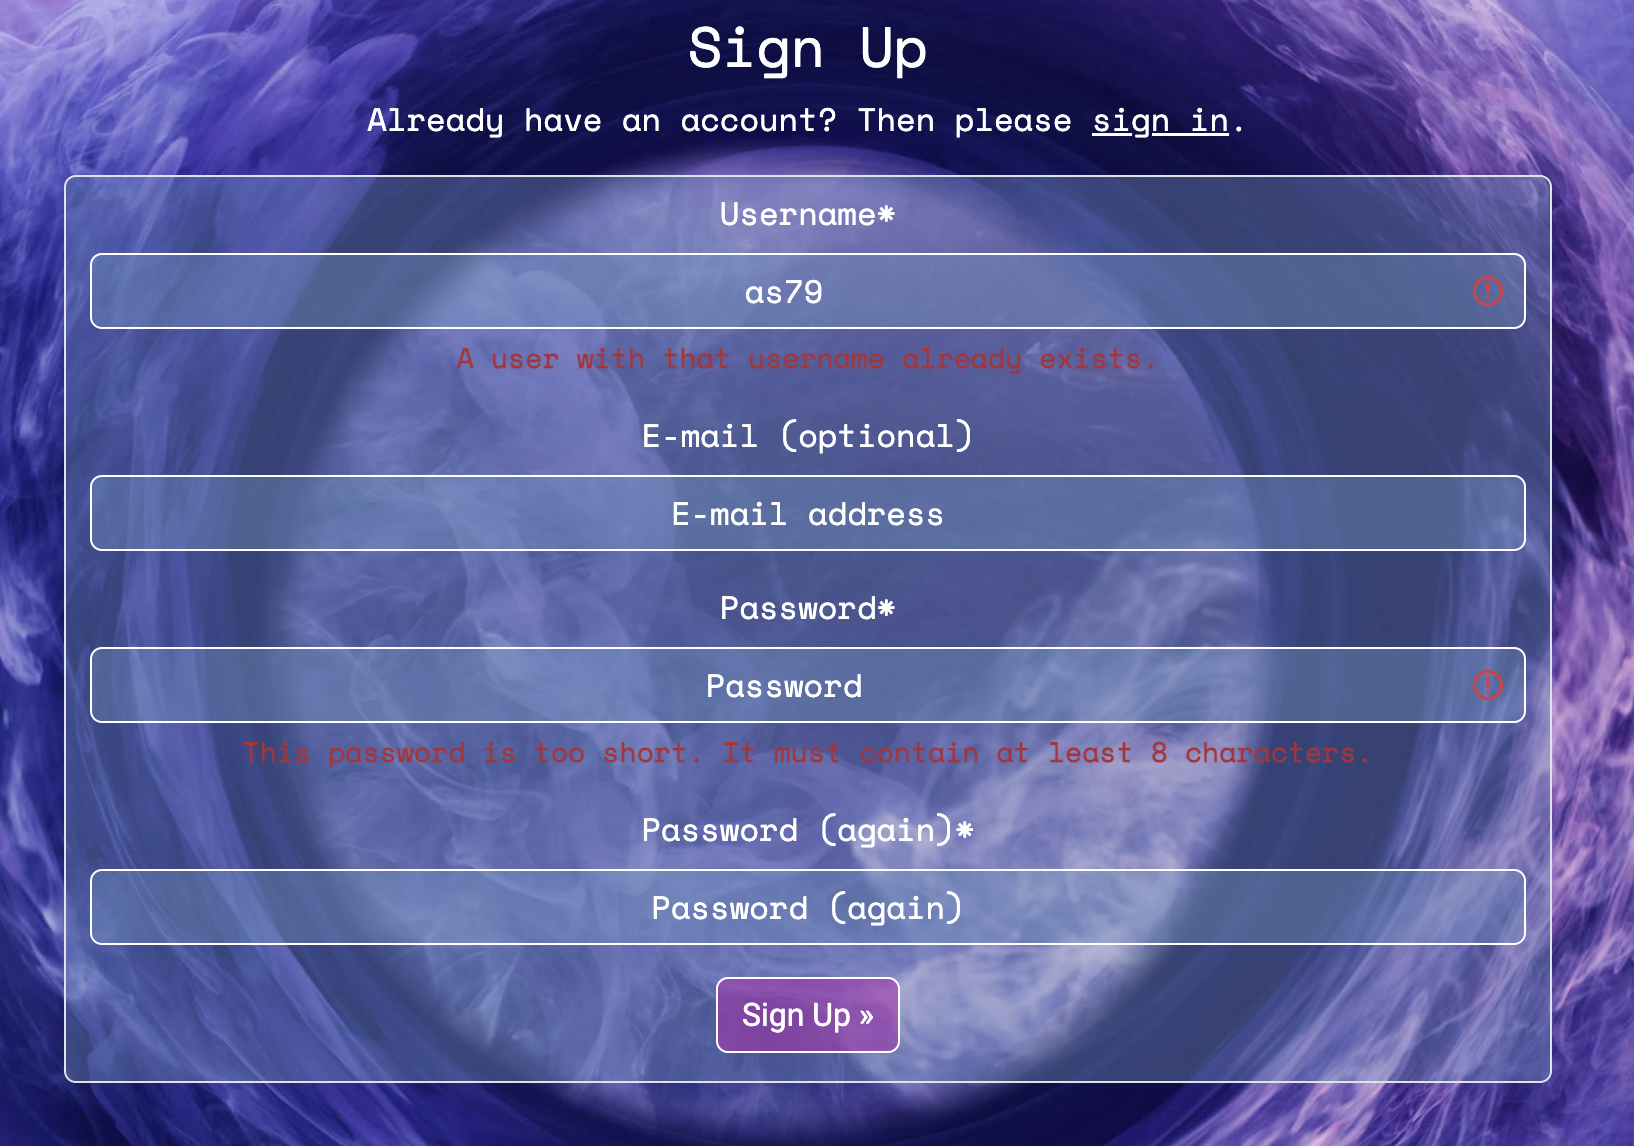 Sign Up
Already have an account? Then please sign in.
Username*
as79
A user with that username already exists.
E-mail (optional)
E-mail address
Password*
Password
This password is too short. It must contain at least 8 characters.
Password (again)*
Password (again)
Sign Up »